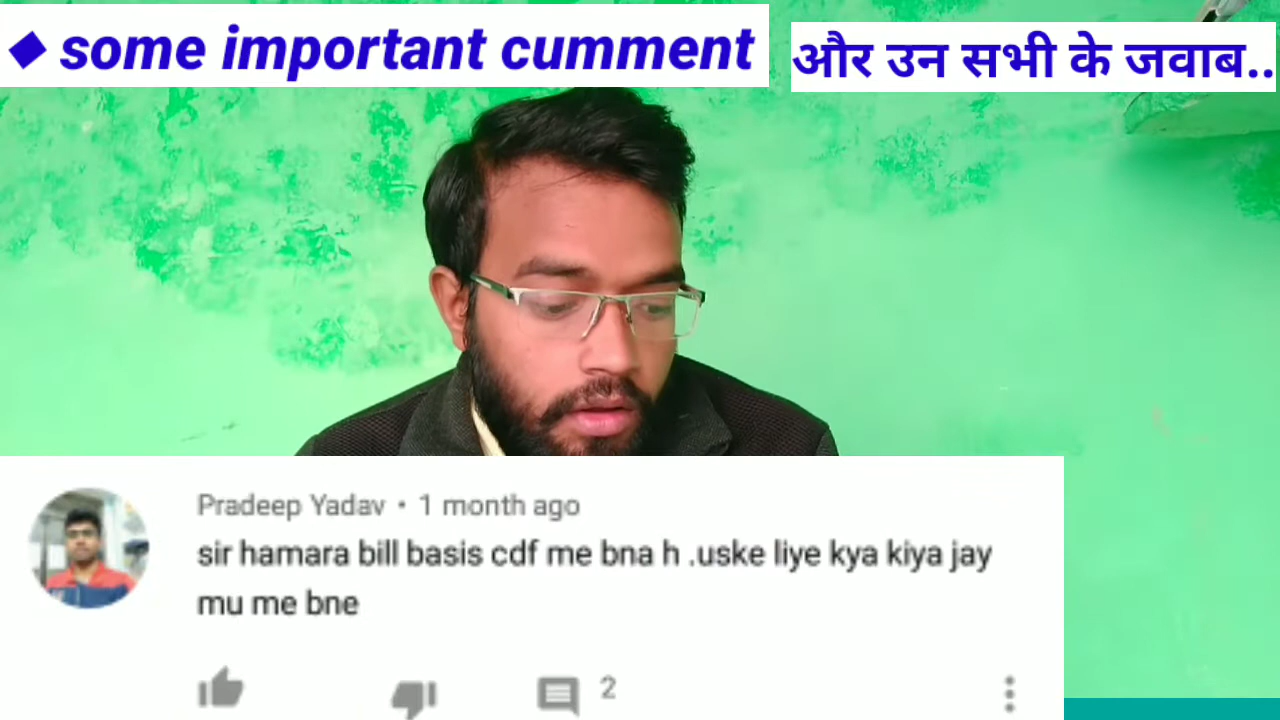 ◆ some important cumment
और उन सभी के जवाब..
Pradeep Yadav • 1 month ago
sir hamara bill basis cdf me bna h .uske liye kya kiya jay
mu me bne
2